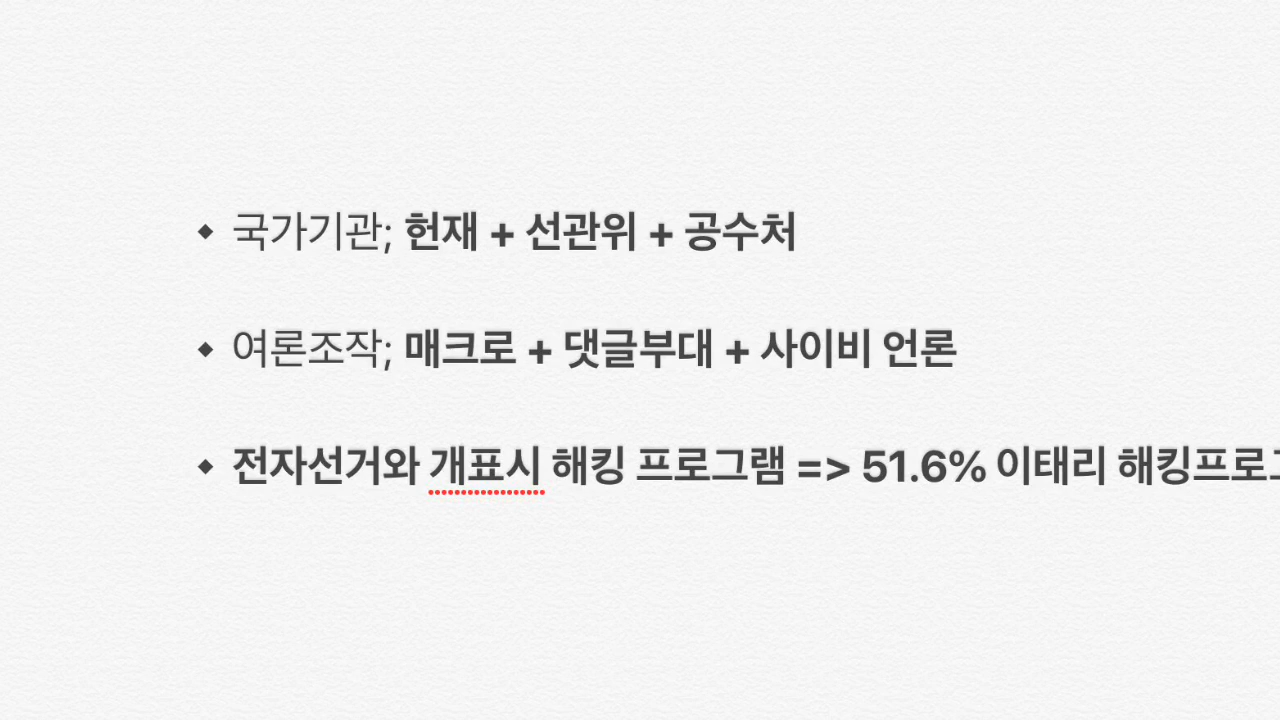 ◆ 국가기관; 헌재 + 선관위 + 공수처
◆ 여론조작; 매크로 + 댓글부대 + 사이비 언론
◆ 전자선거와 개표시 해킹 프로그램 => 51.6% 이태리 해킹프로